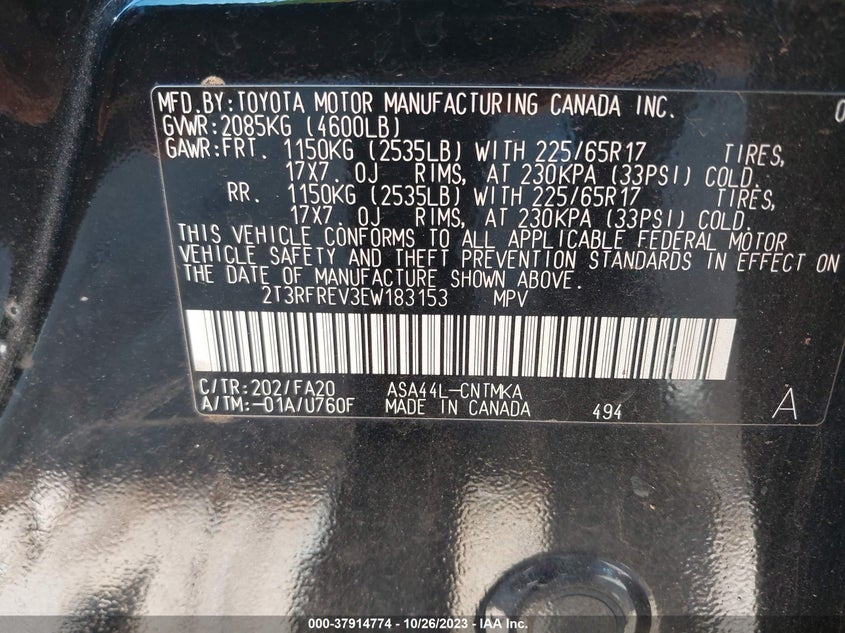 MFD.BY:TOYOTA MOTOR MANUFACTURING CANADA INC. 0
GVWR:2085KG (4600LB)
GAWR:FRT. 1150KG (2535LB) WITH 225/65R17 TIRES,
17X7. 0J RIMS, AT 230KPA (33PSI) COLD.
RR. 1150KG (2535LB) WITH 225/65R17 TIRES,
17X7. 0J RIMS, AT 230KPA (33PSI) COLD.
THIS VEHICLE CONFORMS TO ALL APPLICABLE FEDERAL MOTOR
VEHICLE SAFETY AND THEFT PREVENTION STANDARDS IN EFFECT ON
THE DATE OF MANUFACTURE SHOWN ABOVE.
2T3RFREV3EW183153 MPV
C/TR:202/FA20 ASA44L-CNTMKA
A/TM:-01A/U760F MADE IN CANADA 494 A
000-37914774 - 10/26/2023 - IAA Inc.